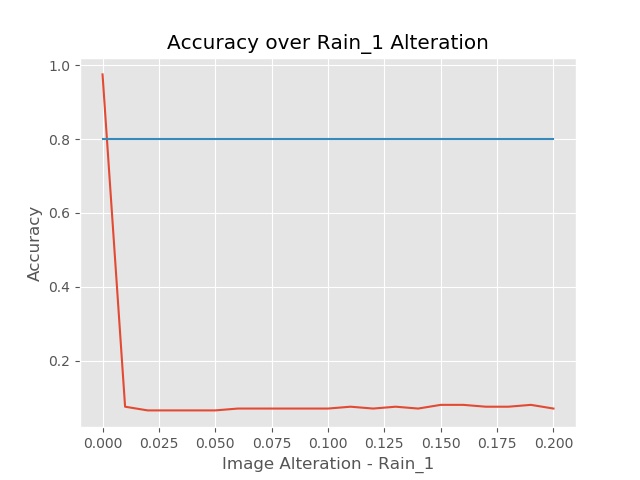 Accuracy over Rain_1 Alteration
1.0
0.8
0.6
0.4
0.2
Accuracy
0.000 0.025 0.050 0.075 0.100 0.125 0.150 0.175 0.200
Image Alteration - Rain_1